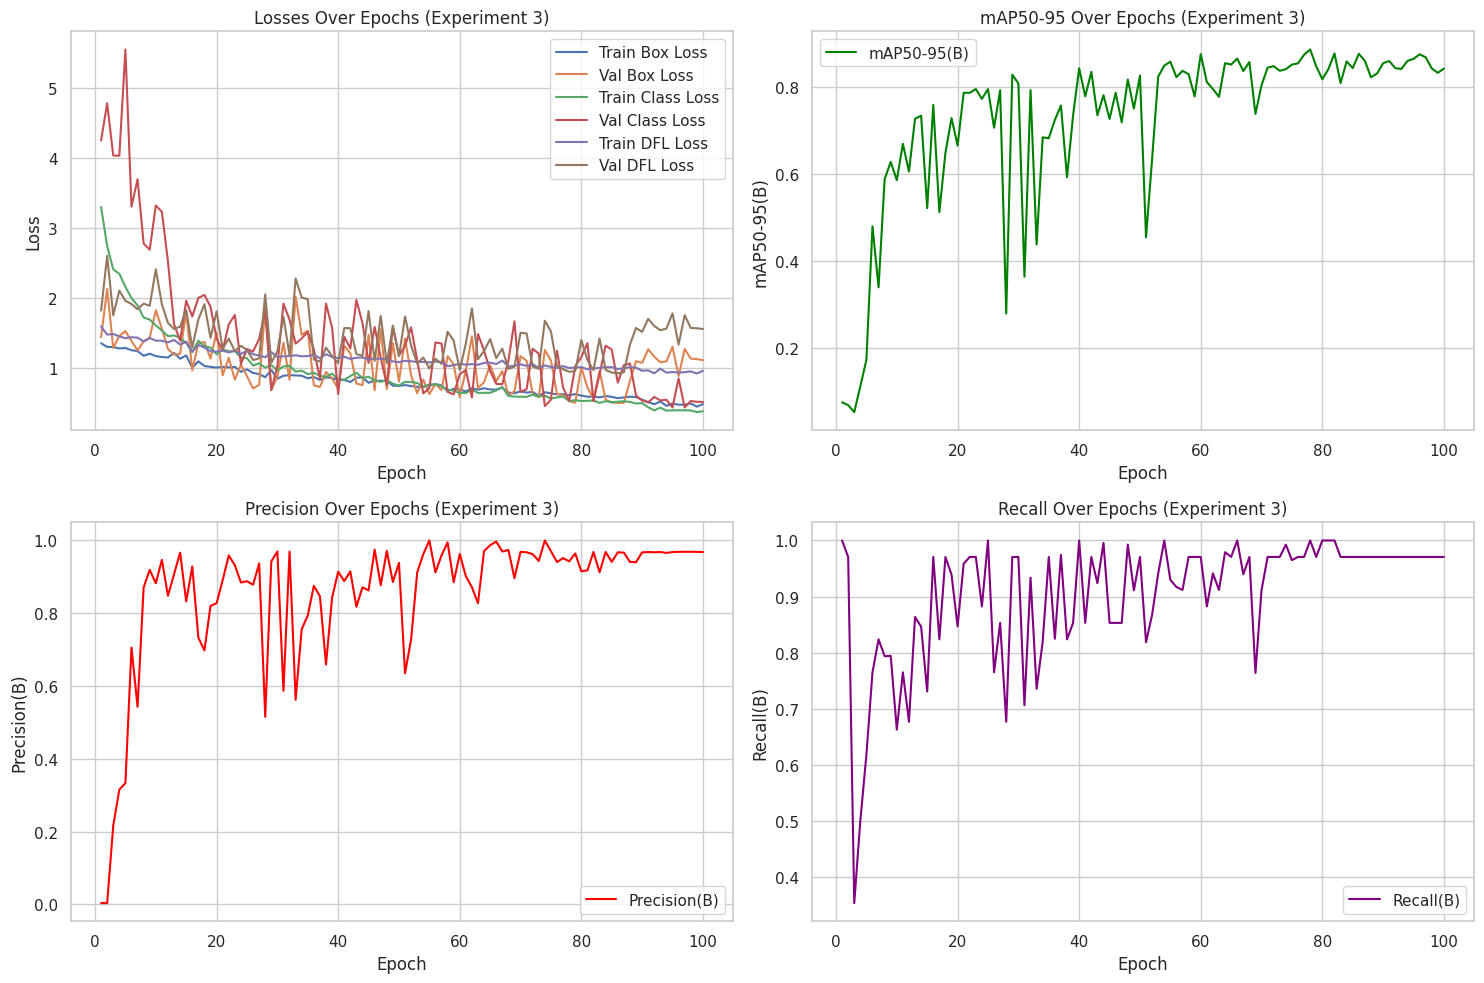 Losses Over Epochs (Experiment 3)
Train Box Loss
Val Box Loss
Train Class Loss
Val Class Loss
Train DFL Loss
Val DFL Loss
5
4
3
2
1
Loss
0 20 40 60 80 100
Epoch
mAP50-95 Over Epochs (Experiment 3)
mAP50-95(B)
0.8
0.6
0.4
0.2
mAP50-95(B)
0 20 40 60 80 100
Epoch
Precision Over Epochs (Experiment 3)
1.0
0.8
0.6
0.4
0.2
0.0
Precision(B)
Precision(B)
0 20 40 60 80 100
Epoch
Recall Over Epochs (Experiment 3)
1.0
0.9
0.8
0.7
0.6
0.5
0.4
Recall(B)
Recall(B)
0 20 40 60 80 100
Epoch